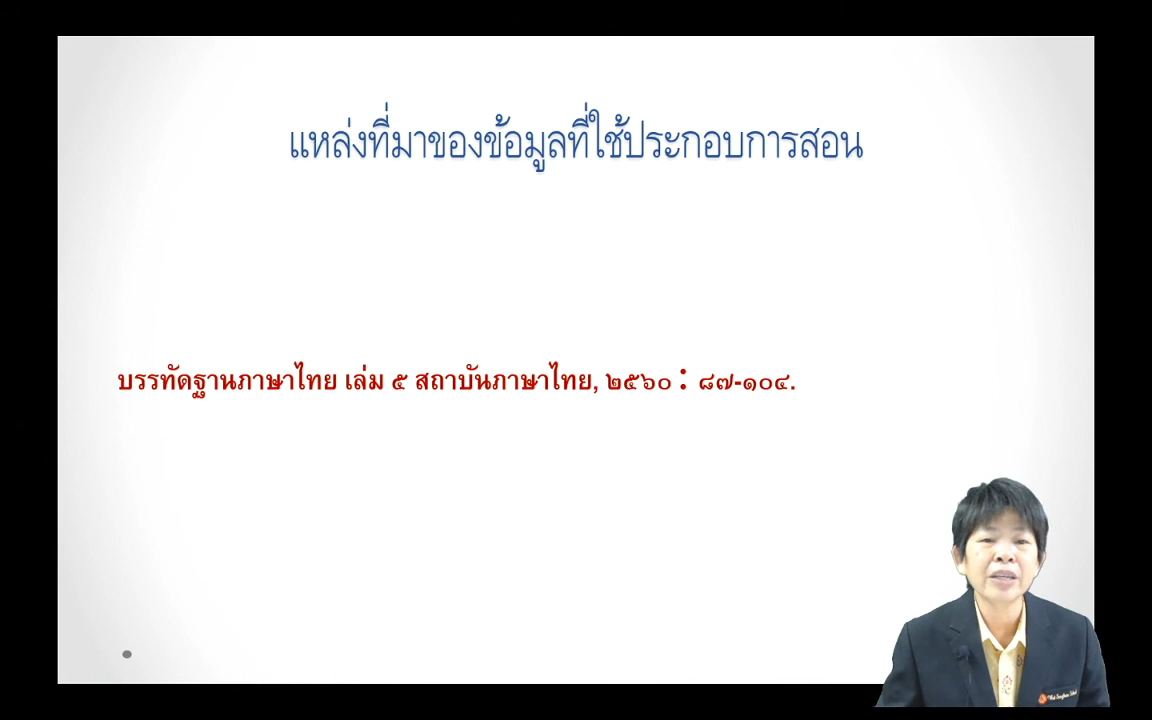 แหล่งที่มาของข้อมูลที่ใช้ประกอบการสอน
บรรทัดฐานภาษาไทย เล่ม ๕ สถาบันภาษาไทย, ๒๕๖๐ : ๘๗-๑๐๔.